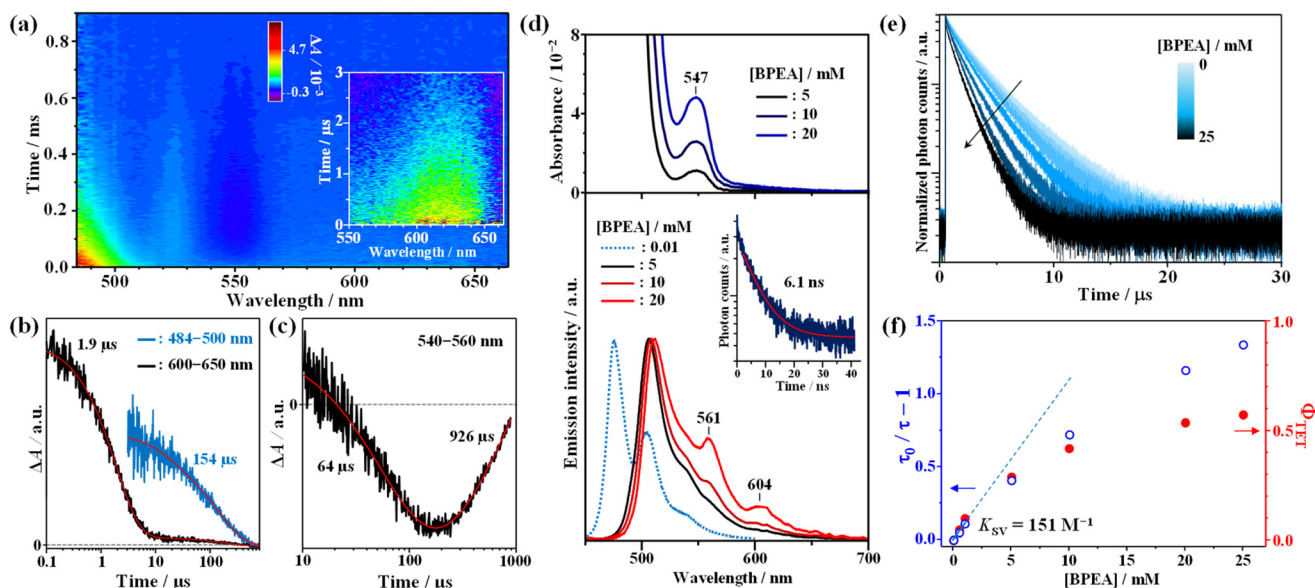 (a)
0.8
0.6
0.4
0.2
0.0
Time / ms
500
550
600
650
Wavelength / nm
4.7
−0.3
ΔA / 10⁻³
3
2
1
0
Time / μs
550
600
650
Wavelength / nm
(b)
1.9 μs
: 484−500 nm
: 600−650 nm
154 μs
ΔA / a.u.
0.1
1
10
100
Time / μs
(c)
540−560 nm
926 μs
64 μs
ΔA / a.u.
10
100
1000
Time / μs
(d)
Absorbance / 10⁻²
8
4
0
547
[BPEA] / mM
: 5
: 10
: 20
[BPEA] / mM
: 0.01
: 5
: 10
: 20
Photon counts / a.u.
6.1 ns
0
10
20
30
40
Time / ns
561
604
Emission intensity / a.u.
500
600
700
Wavelength / nm
(e)
[BPEA] / mM
0
25
Normalized photon counts / a.u.
0
10
20
30
Time / μs
(f)
1.5
1.0
0.5
0.0
τ₀ / τ − 1
1.0
0.5
0.0
Φ_TET
K_SV = 151 M⁻¹
0
5
10
15
20
25
[BPEA] / mM